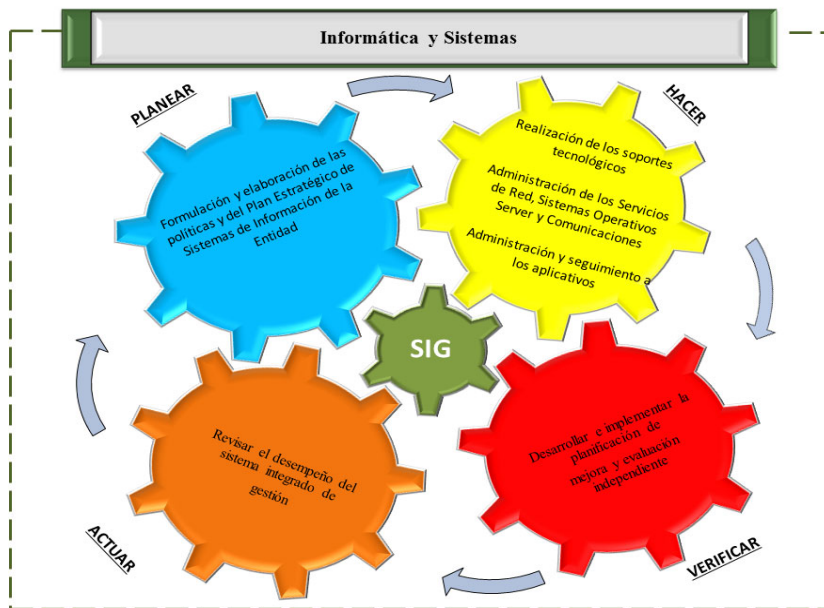 Informática y Sistemas
PLANEAR
Formulación y elaboración de las
políticas y del Plan Estratégico de
Sistemas de Información de la
Entidad
HACER
Realización de los soportes
tecnológicos
Administración de los Servicios
de Red, Sistemas Operativos
Server y Comunicaciones
Administración y seguimiento a
los aplicativos
SIG
Revisar el desempeño del
sistema integrado de
gestión
ACTUAR
Desarrollar e implementar la
planificación de
mejora y evaluación
independiente
VERIFICAR